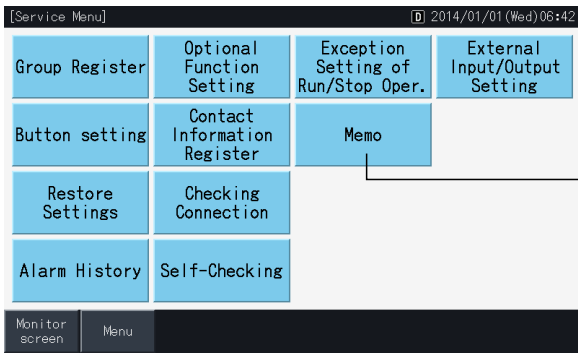 [Service Menu]
D 2014/01/01(Wed)06:42
Group Register
Optional
Function
Setting
Exception
Setting of
Run/Stop Oper.
External
Input/Output
Setting
Button setting
Contact
Information
Register
Memo
Restore
Settings
Checking
Connection
Alarm History
Self-Checking
Monitor
screen
Menu